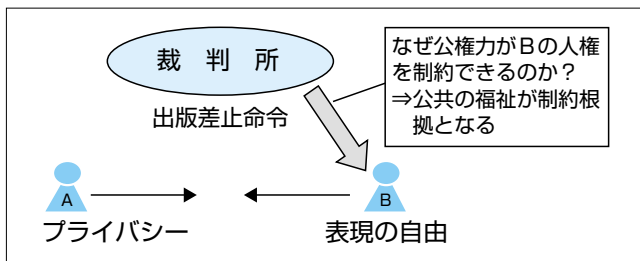 裁判所
出版差止命令
なぜ公権力がBの人権
を制約できるのか?
⇒公共の福祉が制約根
拠となる
A
B
プライバシー
表現の自由